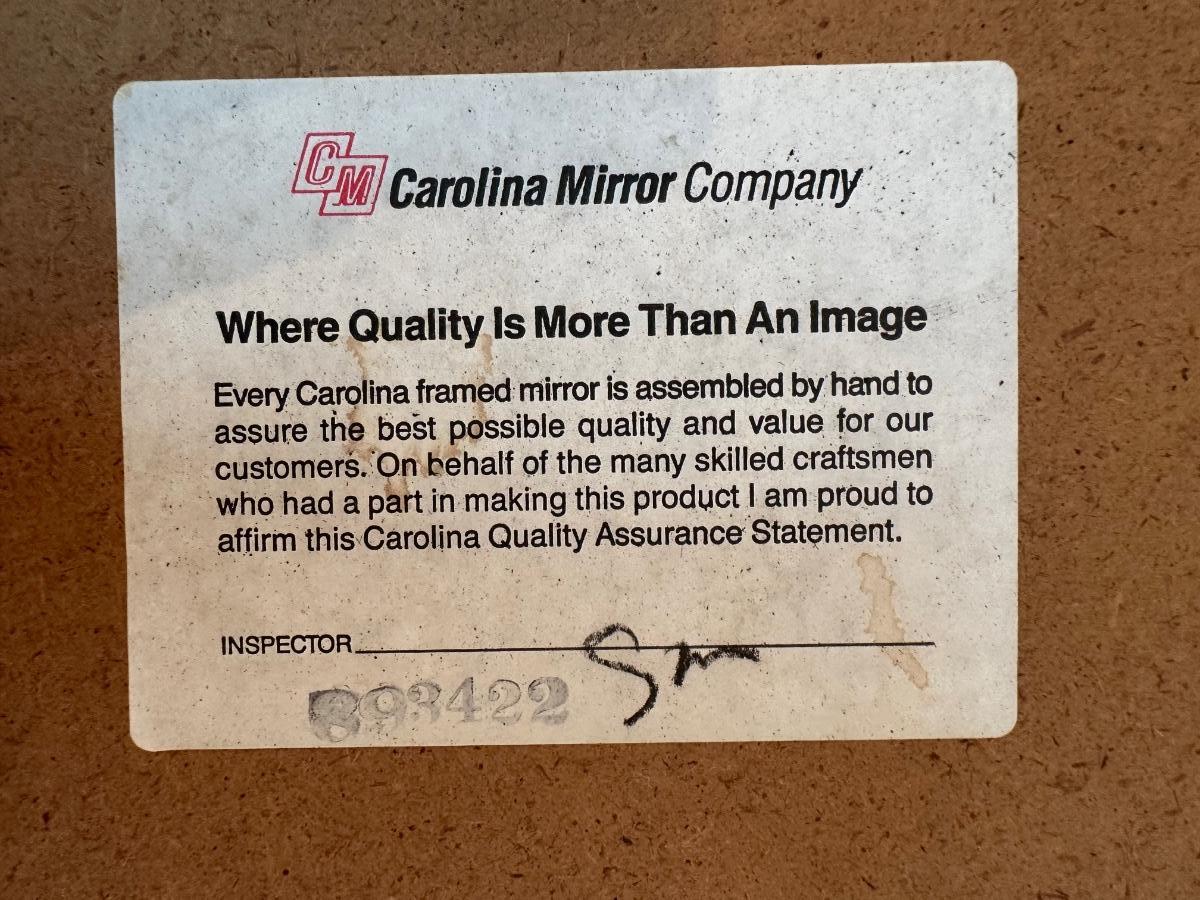 CM Carolina Mirror Company
Where Quality Is More Than An Image
Every Carolina framed mirror is assembled by hand to
assure the best possible quality and value for our
customers. On behalf of the many skilled craftsmen
who had a part in making this product I am proud to
affirm this Carolina Quality Assurance Statement.
INSPECTOR